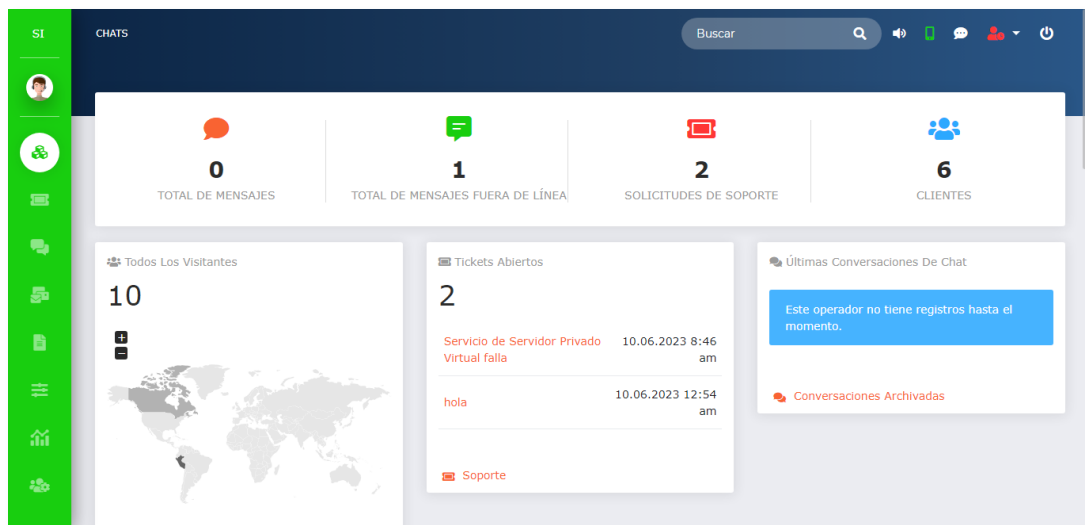 SI
CHATS
Buscar
0
TOTAL DE MENSAJES
1
TOTAL DE MENSAJES FUERA DE LÍNEA
2
SOLICITUDES DE SOPORTE
6
CLIENTES
Todos Los Visitantes
10
+
−
Tickets Abiertos
2
Servicio de Servidor Privado 10.06.2023 8:46
Virtual falla am
hola 10.06.2023 12:54
am
Soporte
Últimas Conversaciones De Chat
Este operador no tiene registros hasta el
momento.
Conversaciones Archivadas